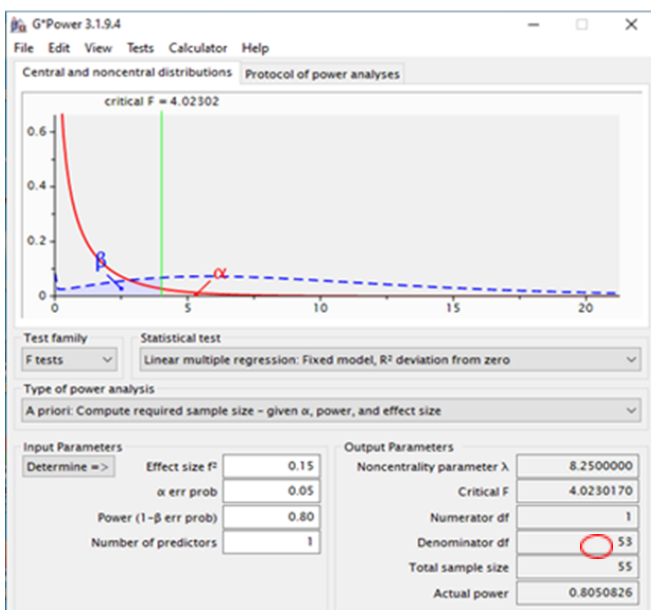 G*Power 3.1.9.4
File Edit View Tests Calculator Help
Central and noncentral distributions Protocol of power analyses
critical F = 4.02302
0.6
0.4
0.2
0
β
α
0 5 10 15 20
Test family Statistical test
F tests Linear multiple regression: Fixed model, R² deviation from zero
Type of power analysis
A priori: Compute required sample size – given α, power, and effect size
Input Parameters Output Parameters
Determine => Effect size f² 0.15 Noncentrality parameter λ 8.2500000
α err prob 0.05 Critical F 4.0230170
Power (1-β err prob) 0.80 Numerator df 1
Number of predictors 1 Denominator df 53
Total sample size 55
Actual power 0.8050826